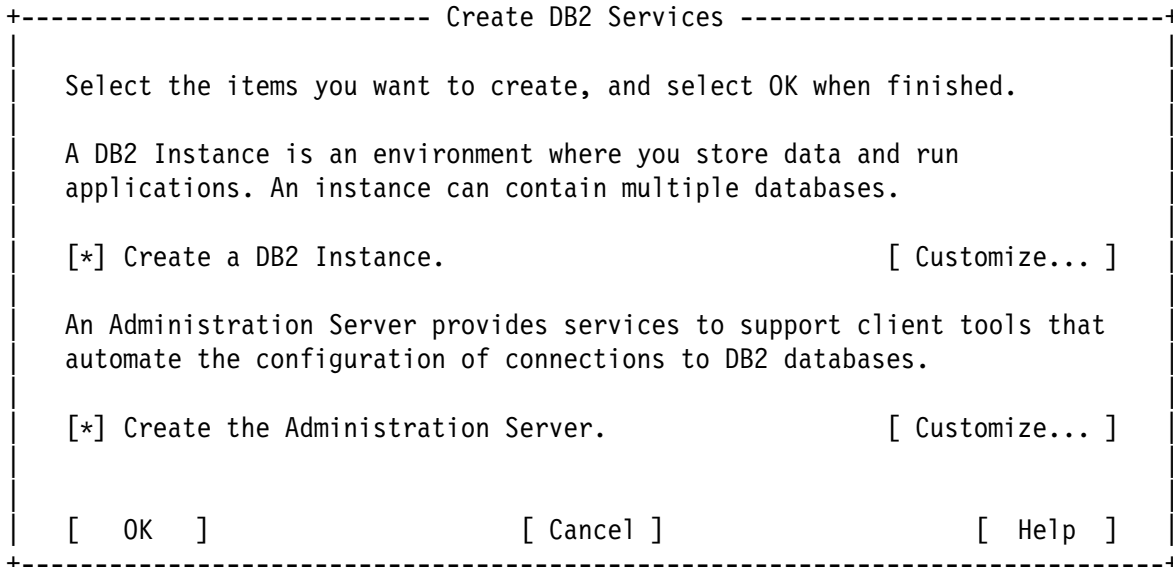 Create DB2 Services
Select the items you want to create, and select OK when finished.
A DB2 Instance is an environment where you store data and run
applications. An instance can contain multiple databases.
[*] Create a DB2 Instance. [ Customize... ]
An Administration Server provides services to support client tools that
automate the configuration of connections to DB2 databases.
[*] Create the Administration Server. [ Customize... ]
[ OK ] [ Cancel ] [ Help ]